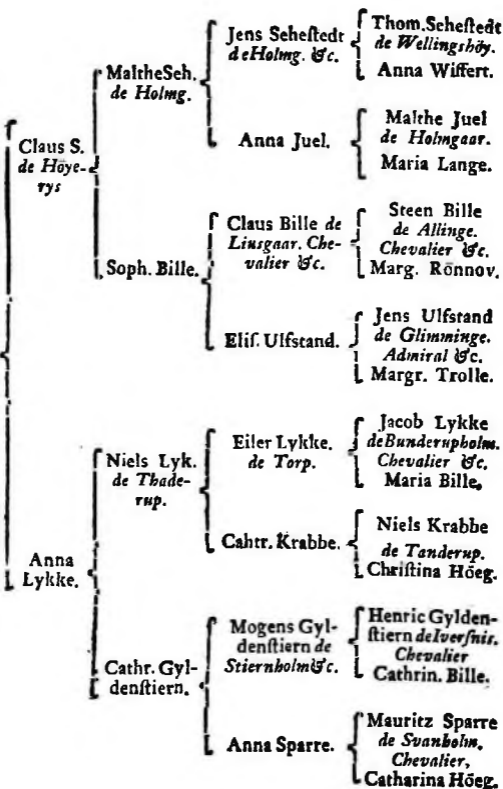 Claus S.
de Höye-
rys
Anna
Lykke.
MaltheSeh.
de Holmg.
Soph. Bille.
Niels Lyk.
de Thade-
rup.
Cathr. Gyl-
denſtiern.
Jens Seheſtedt
deHolmg. &c.
Anna Juel.
Claus Bille de
Liusgaar. Che-
valier &c.
Eliſ. Ulfstand.
Eiler Lykke.
de Torp.
Cahtr. Krabbe.
Mogens Gyl-
denſtiern de
Stiernholm&c.
Anna Sparre.
Thom.Seheſtedt
de Wellingshöy.
Anna Wiffert.
Malthe Juel
de Holmgaar.
Maria Lange.
Steen Bille
de Allinge.
Chevalier &c.
Marg. Rönnov.
Jens Ulfstand
de Glimminge.
Admiral &c.
Margr. Trolle.
Jacob Lykke
deBunderupholm.
Chevalier &c.
Maria Bille.
Niels Krabbe
de Tanderup.
Chriſtina Höeg.
Henric Gylden-
ſtiern deIverſnis.
Chevalier
Cathrin. Bille.
Mauritz Sparre
de Svanholm.
Chevalier,
Catharina Höeg.